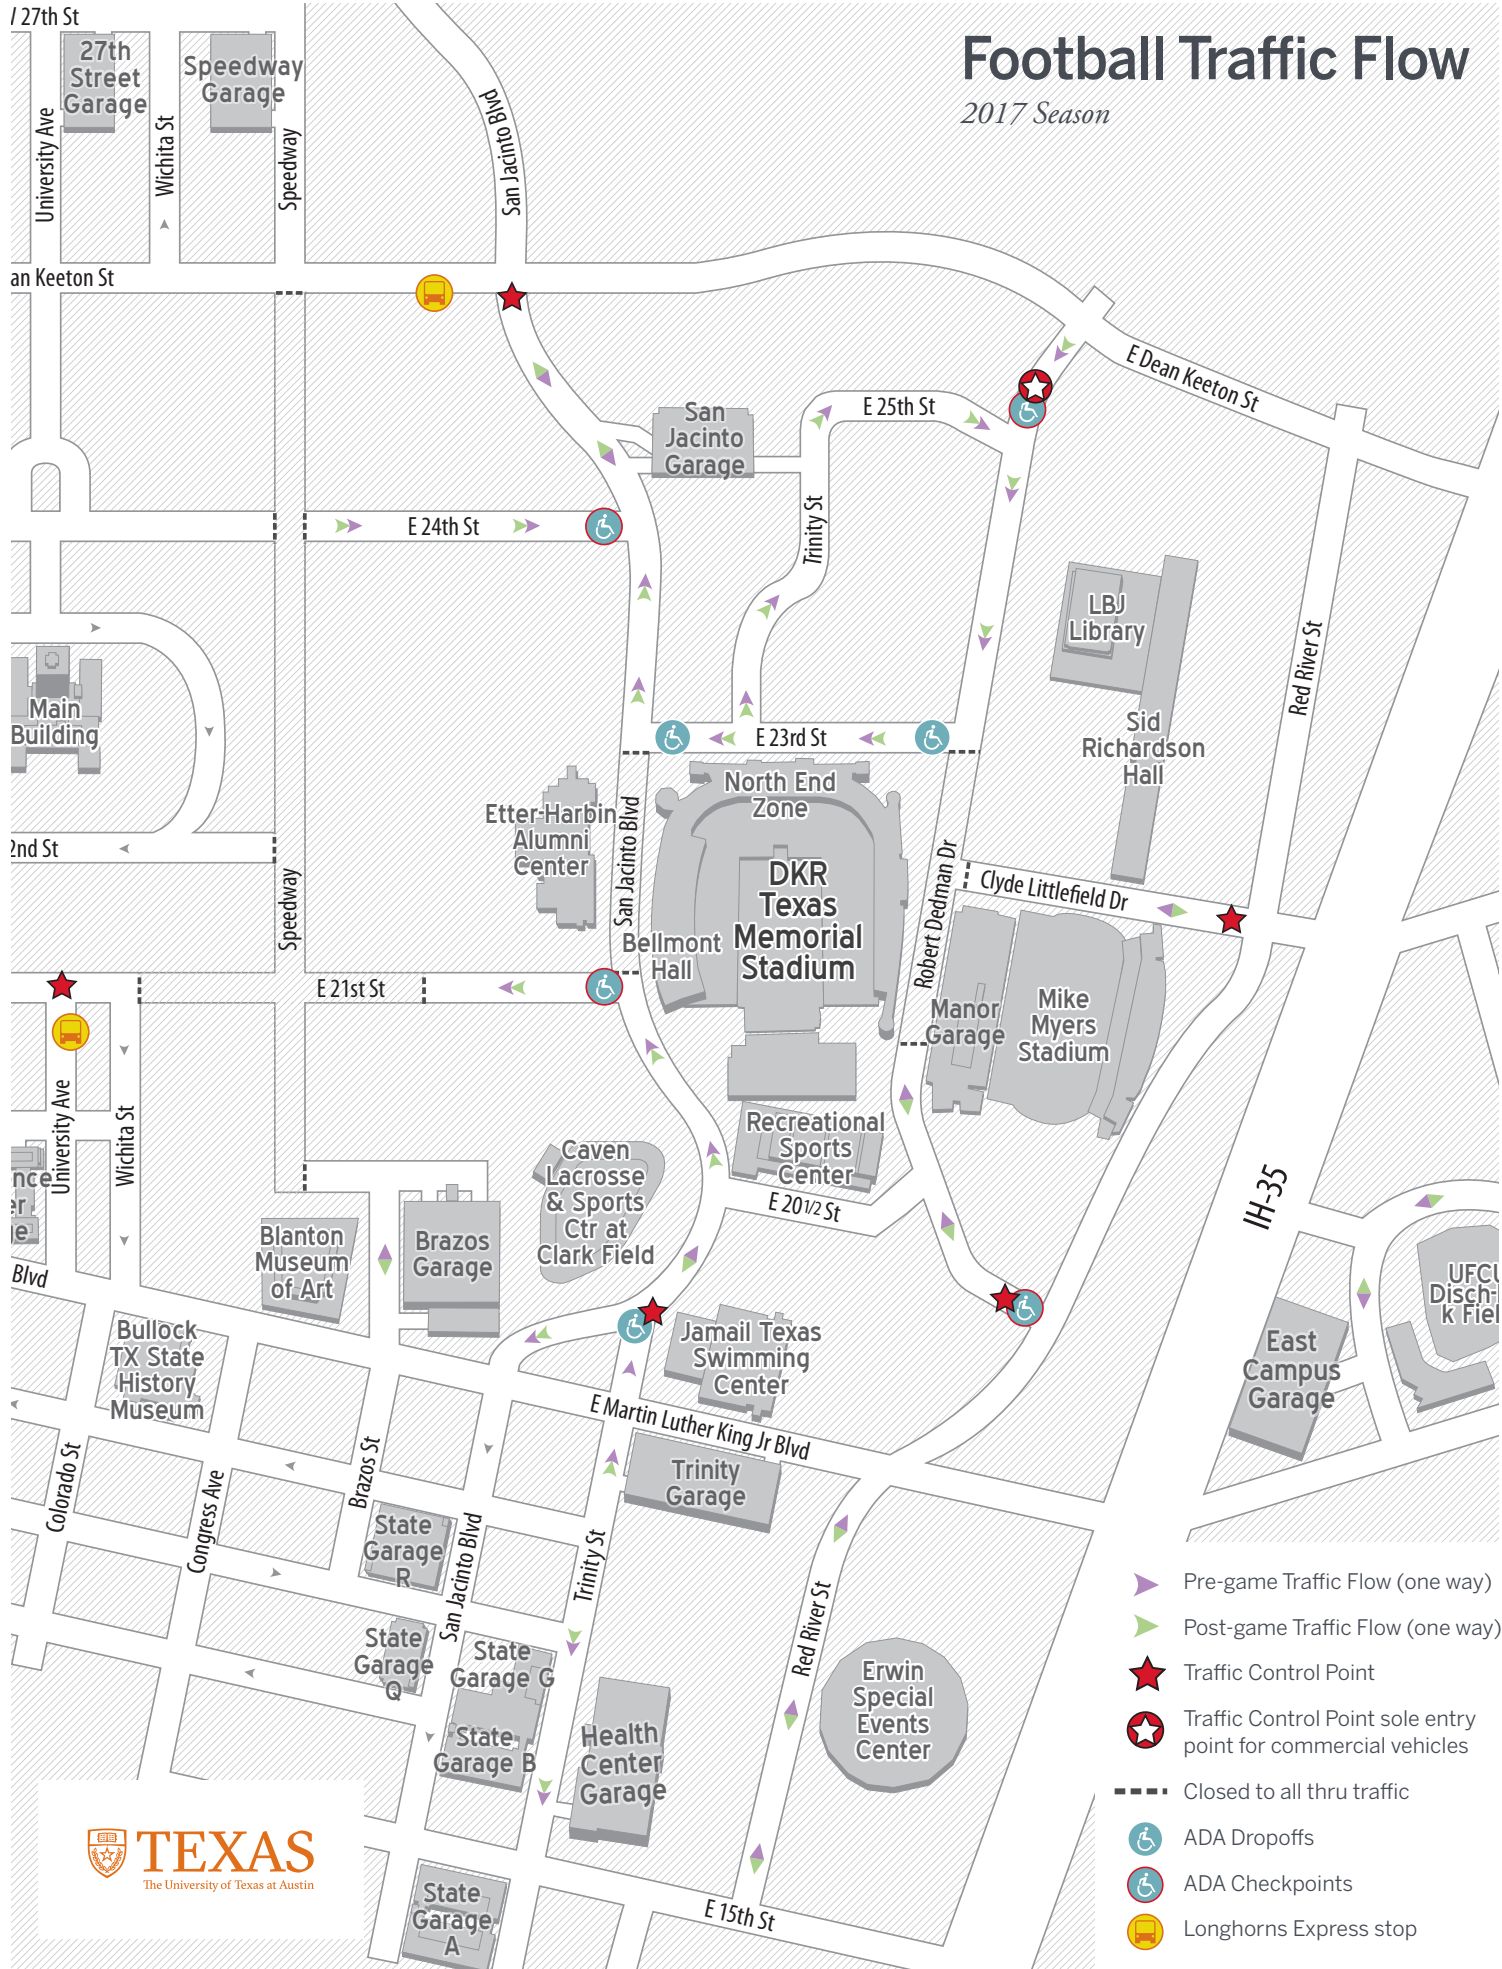 Football Traffic Flow
2017 Season
/ 27th St
27th
Street
Garage
Speedway
Garage
University Ave
Wichita St
Speedway
San Jacinto Blvd
an Keeton St
E Dean Keeton St
San
Jacinto
Garage
E 25th St
E 24th St
Trinity St
LBJ
Library
Red River St
Main
Building
Sid
Richardson
Hall
E 23rd St
North End
Zone
Etter-Harbin
Alumni
Center
San Jacinto Blvd
2nd St
Speedway
DKR
Texas
Memorial
Stadium
Robert Dedman Dr
Clyde Littlefield Dr
Bellmont
Hall
E 21st St
Manor
Garage
Mike
Myers
Stadium
University Ave
Wichita St
Recreational
Sports
Center
Caven
Lacrosse
& Sports
Ctr at
Clark Field
E 20 1/2 St
IH-35
nce
er
ge
Blvd
Blanton
Museum
of Art
Brazos
Garage
UFCU
Disch-
k Fiel
East
Campus
Garage
Bullock
TX State
History
Museum
Jamail Texas
Swimming
Center
E Martin Luther King Jr Blvd
Colorado St
Congress Ave
Brazos St
San Jacinto Blvd
Trinity St
Trinity
Garage
State
Garage
R
Red River St
State
Garage
Q
State
Garage G
State
Garage B
Health
Center
Garage
Erwin
Special
Events
Center
State
Garage
A
E 15th St
Pre-game Traffic Flow (one way)
Post-game Traffic Flow (one way)
Traffic Control Point
Traffic Control Point sole entry
point for commercial vehicles
Closed to all thru traffic
ADA Dropoffs
ADA Checkpoints
Longhorns Express stop
TEXAS
The University of Texas at Austin